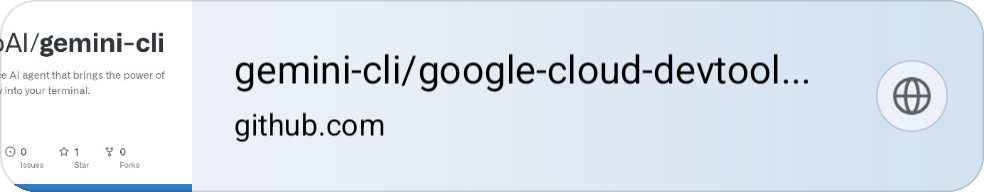 oAI/gemini-cli
ce AI agent that brings the power of
into your terminal.
0
Issues
1
Star
0
Forks
gemini-cli/google-cloud-devtool...
github.com